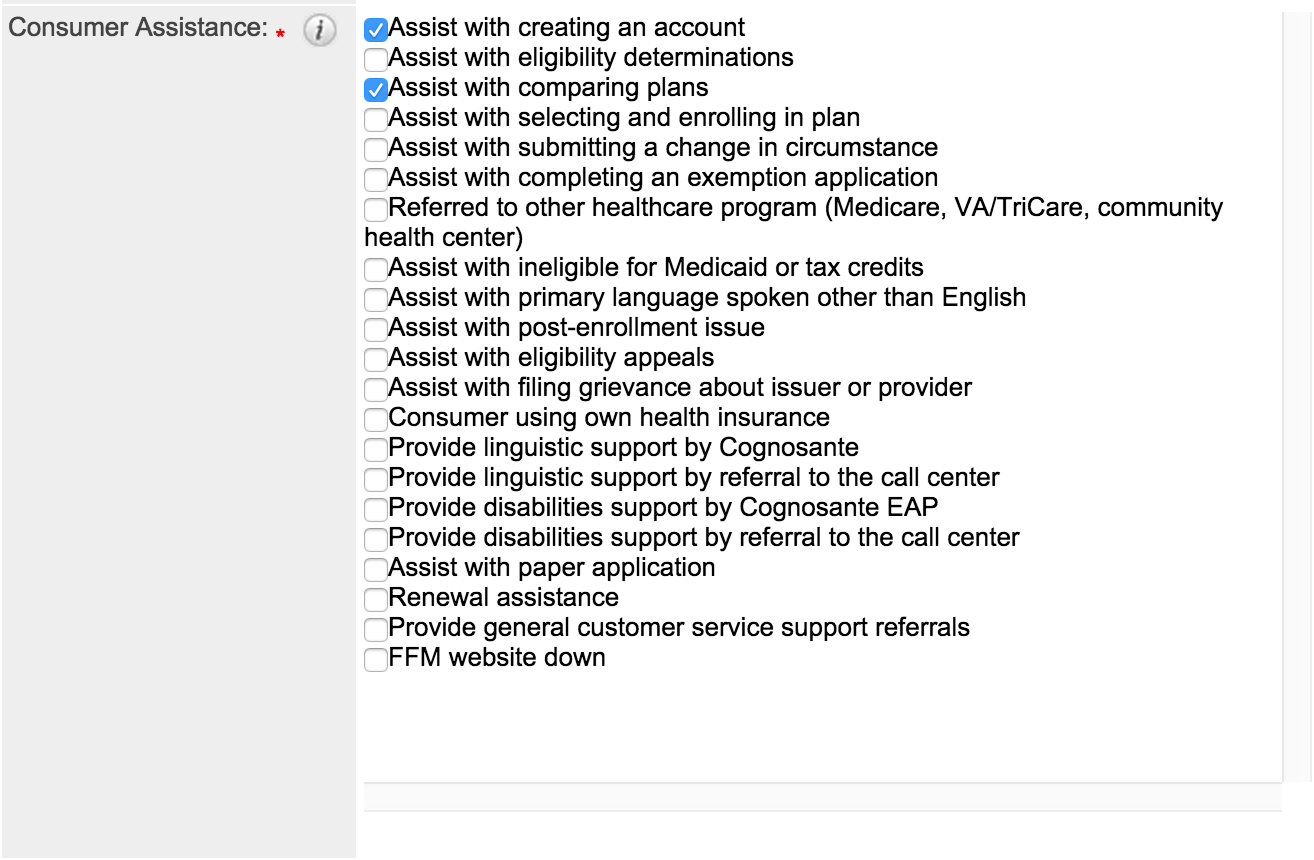 Consumer Assistance: *
Assist with creating an account
Assist with eligibility determinations
Assist with comparing plans
Assist with selecting and enrolling in plan
Assist with submitting a change in circumstance
Assist with completing an exemption application
Referred to other healthcare program (Medicare, VA/TriCare, community
health center)
Assist with ineligible for Medicaid or tax credits
Assist with primary language spoken other than English
Assist with post-enrollment issue
Assist with eligibility appeals
Assist with filing grievance about issuer or provider
Consumer using own health insurance
Provide linguistic support by Cognosante
Provide linguistic support by referral to the call center
Provide disabilities support by Cognosante EAP
Provide disabilities support by referral to the call center
Assist with paper application
Renewal assistance
Provide general customer service support referrals
FFM website down